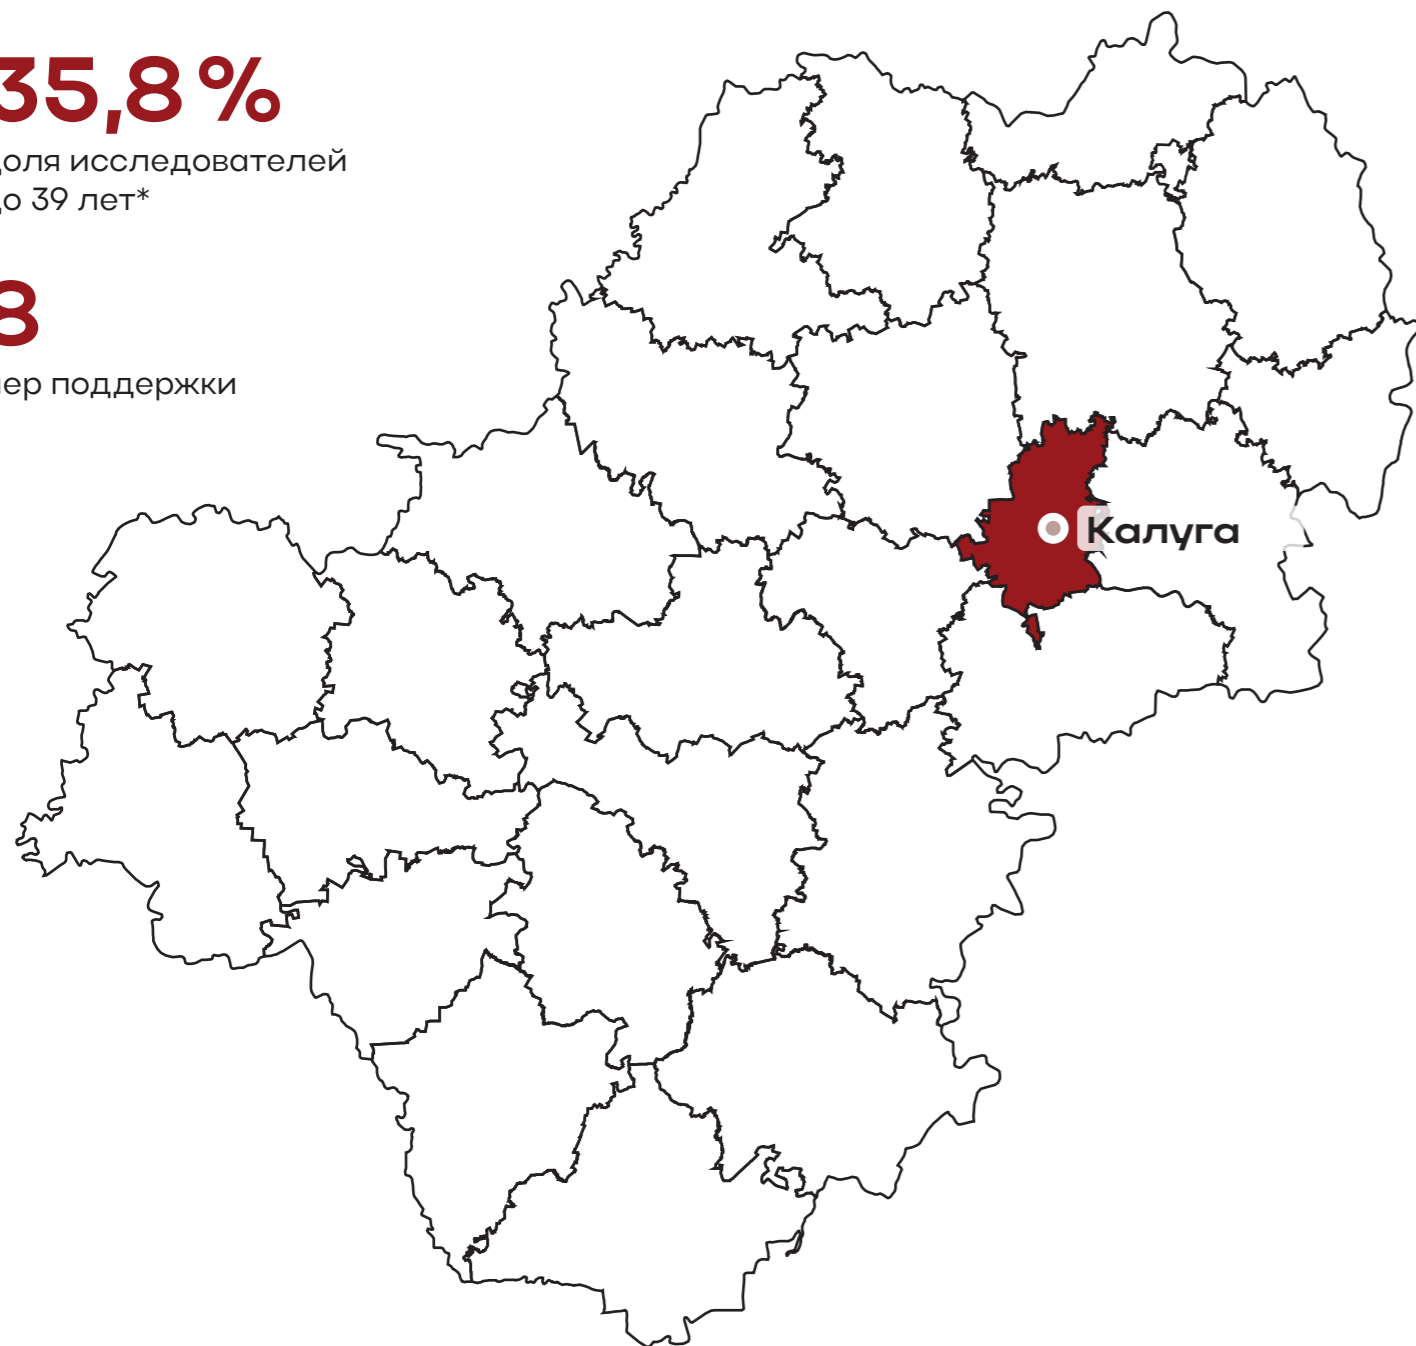 35,8 %
доля исследователей
до 39 лет*
8
мер поддержки
Калуга